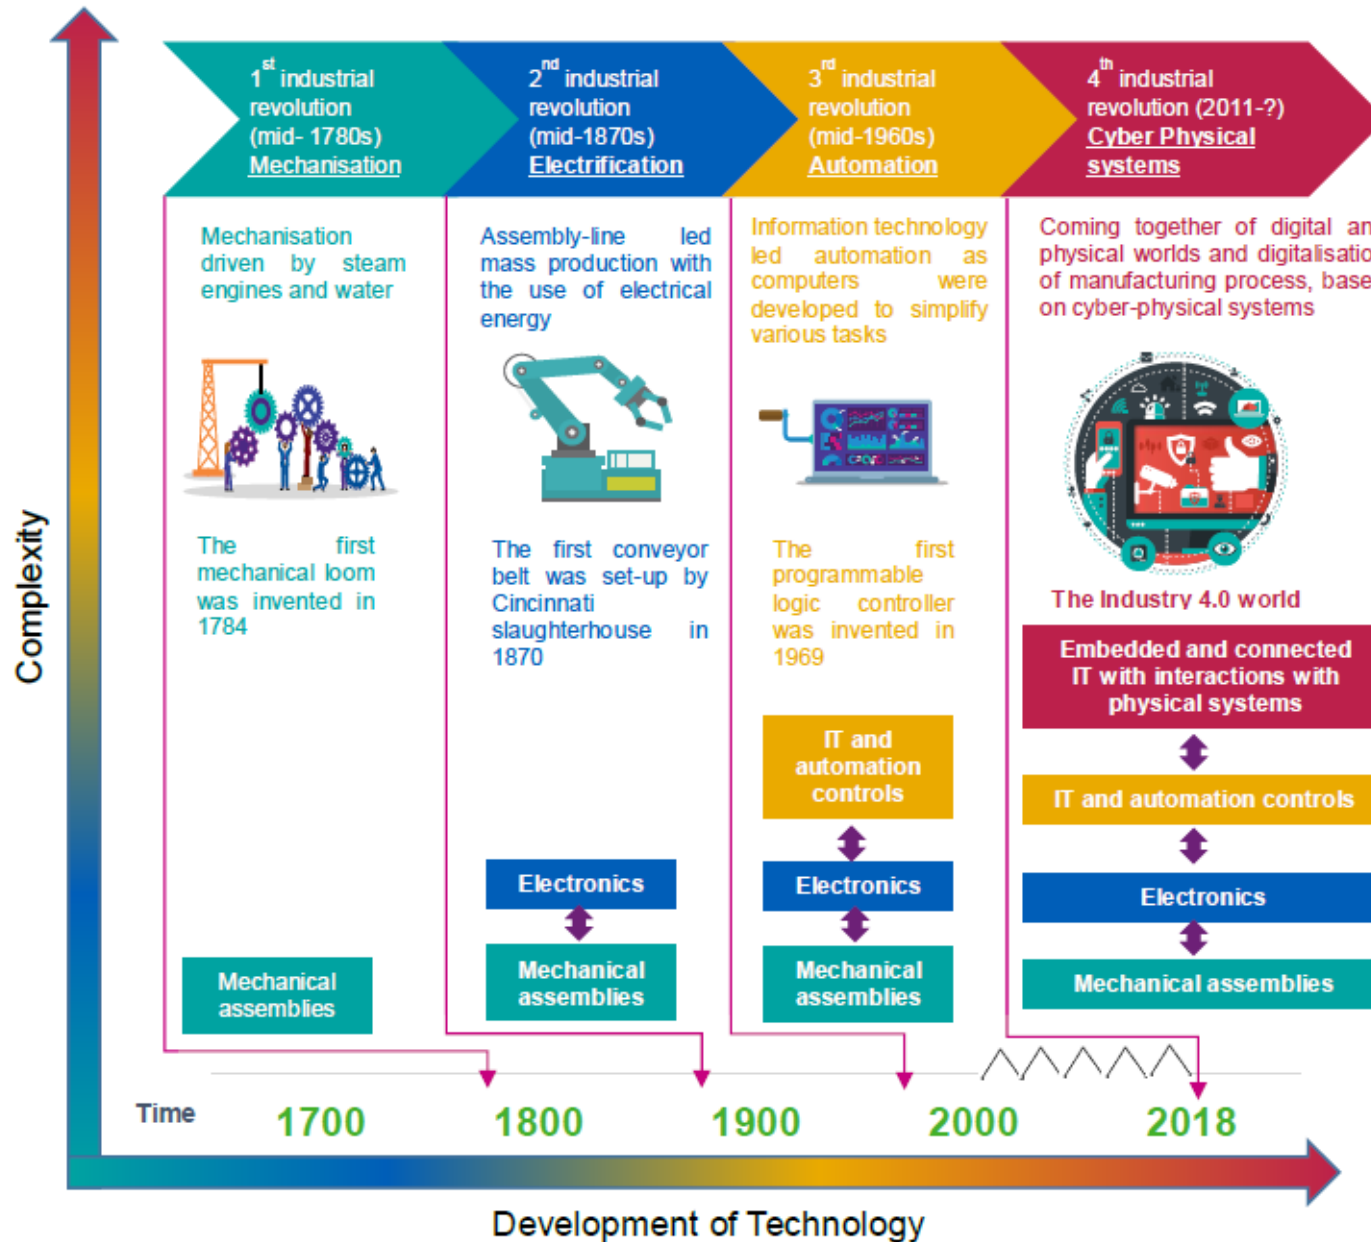 1st industrial
revolution
(mid- 1780s)
Mechanisation
2nd industrial
revolution
(mid-1870s)
Electrification
3rd industrial
revolution
(mid-1960s)
Automation
4th industrial
revolution (2011-?)
Cyber Physical
systems
Mechanisation
driven by steam
engines and water
Assembly-line led
mass production with
the use of electrical
energy
Information technology
led automation as
computers were
developed to simplify
various tasks
Coming together of digital an
physical worlds and digitalisatio
of manufacturing process, base
on cyber-physical systems
The first
mechanical loom
was invented in
1784
The first conveyor
belt was set-up by
Cincinnati
slaughterhouse in
1870
The first
programmable
logic controller
was invented in
1969
The Industry 4.0 world
Embedded and connected
IT with interactions with
physical systems
IT and automation controls
Electronics
Mechanical assemblies
IT and
automation
controls
Electronics
Mechanical
assemblies
Electronics
Mechanical
assemblies
Mechanical
assemblies
Complexity
Time
1700
1800
1900
2000
2018
Development of Technology